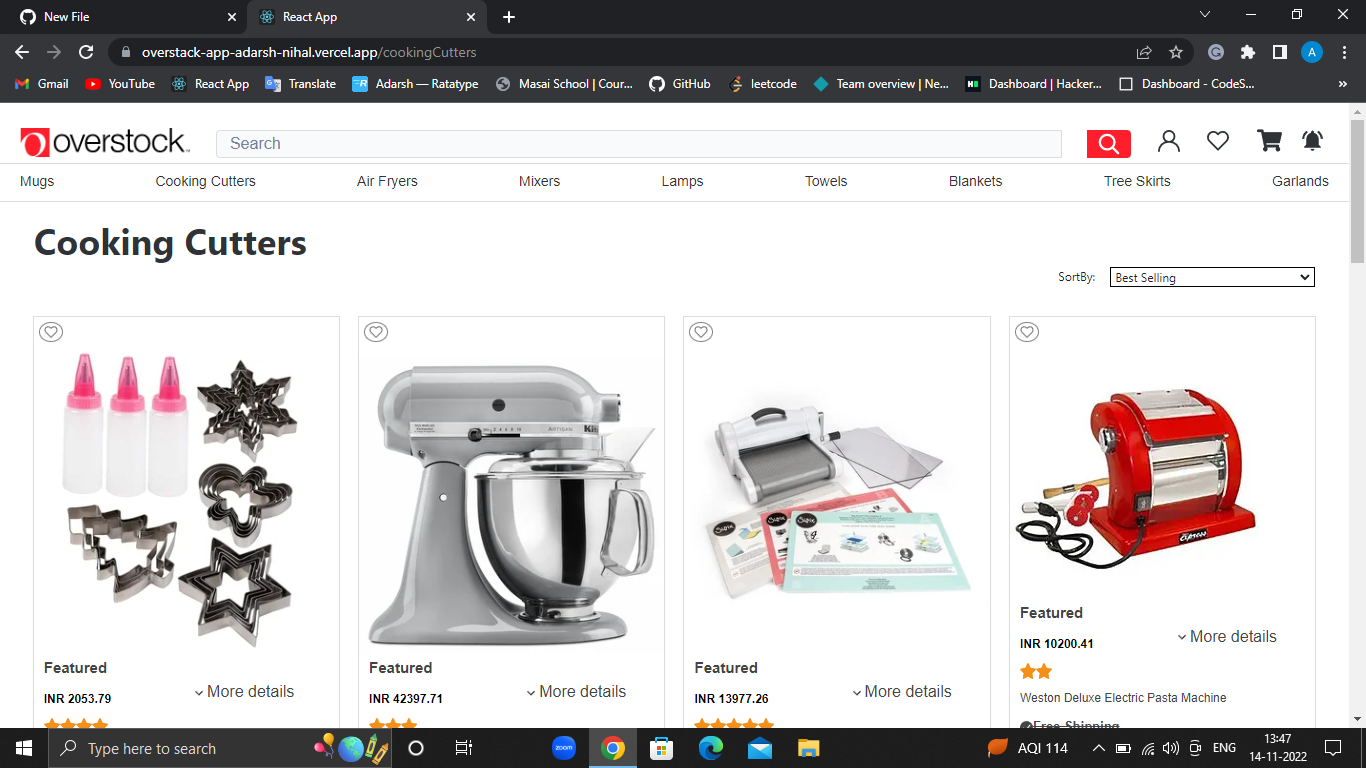 New File
React App
overstack-app-adarsh-nihal.vercel.app/cookingCutters
A
Gmail
YouTube
React App
Translate
Adarsh — Ratatype
Masai School | Cour...
GitHub
leetcode
Team overview | Ne...
Dashboard | Hacker...
Dashboard - CodeS...
»
overstock™
Search
Mugs
Cooking Cutters
Air Fryers
Mixers
Lamps
Towels
Blankets
Tree Skirts
Garlands
Cooking Cutters
SortBy:
Best Selling
ARTISAN
Sizzix
Featured
INR 2053.79
More details
Featured
INR 42397.71
More details
Featured
INR 13977.26
More details
Featured
INR 10200.41
More details
Weston Deluxe Electric Pasta Machine
Free Shipping
Type here to search
zoom
AQI 114
ENG
13:47
14-11-2022